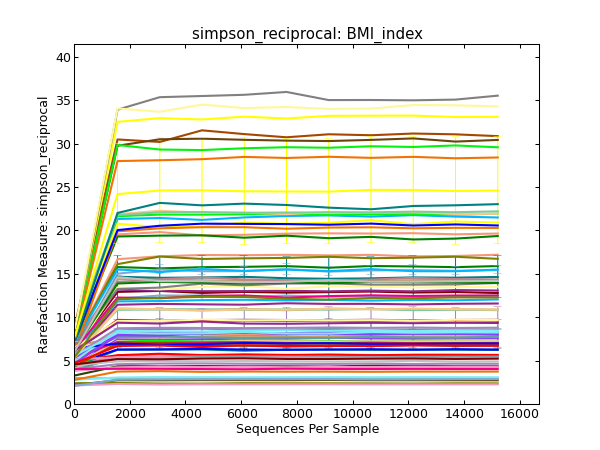 simpson_reciprocal: BMI_index
40
35
30
25
20
15
10
5
0
Rarefaction Measure: simpson_reciprocal
0 2000 4000 6000 8000 10000 12000 14000 16000
Sequences Per Sample